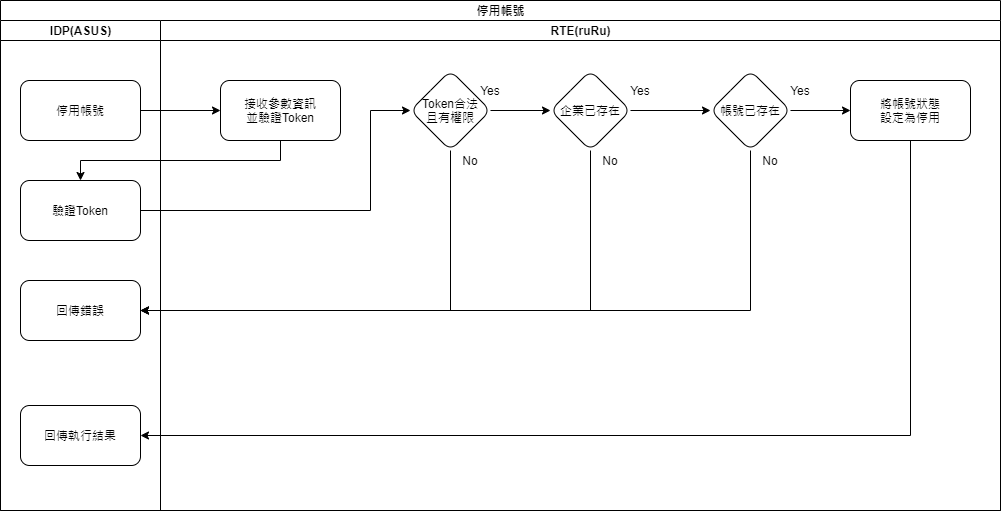 停用帳號
IDP(ASUS)
RTE(ruRu)
停用帳號
接收參數資訊
並驗證Token
Token合法
且有權限
Yes
企業已存在
Yes
帳號已存在
Yes
將帳號狀態
設定為停用
No
No
No
驗證Token
回傳錯誤
回傳執行結果